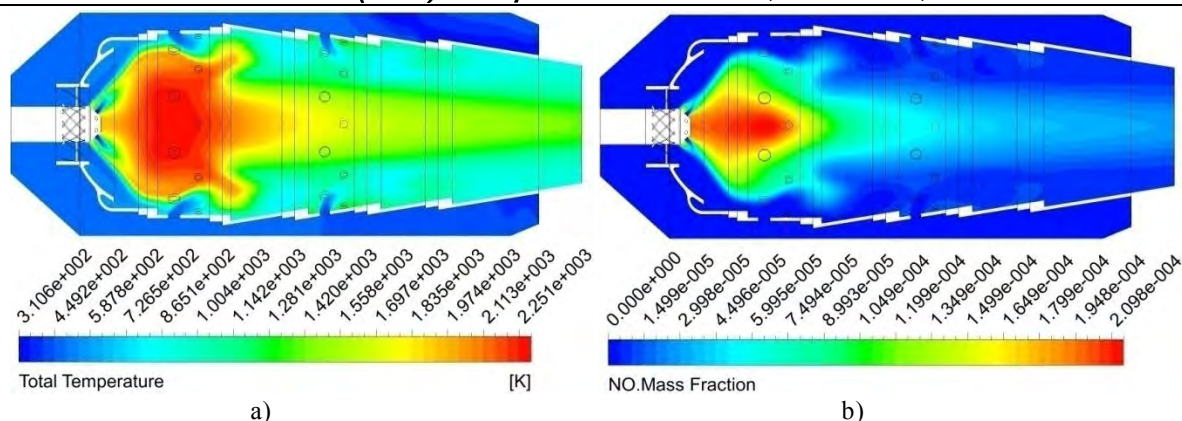 3.106e+002
4.492e+002
5.878e+002
7.265e+002
8.651e+002
1.004e+003
1.142e+003
1.281e+003
1.420e+003
1.558e+003
1.697e+003
1.835e+003
1.974e+003
2.113e+003
2.251e+003
Total Temperature [K]
a)
0.000e+000
1.499e-005
2.998e-005
4.496e-005
5.995e-005
7.494e-005
8.993e-005
1.049e-004
1.199e-004
1.349e-004
1.499e-004
1.649e-004
1.799e-004
1.948e-004
2.098e-004
NO.Mass Fraction
b)